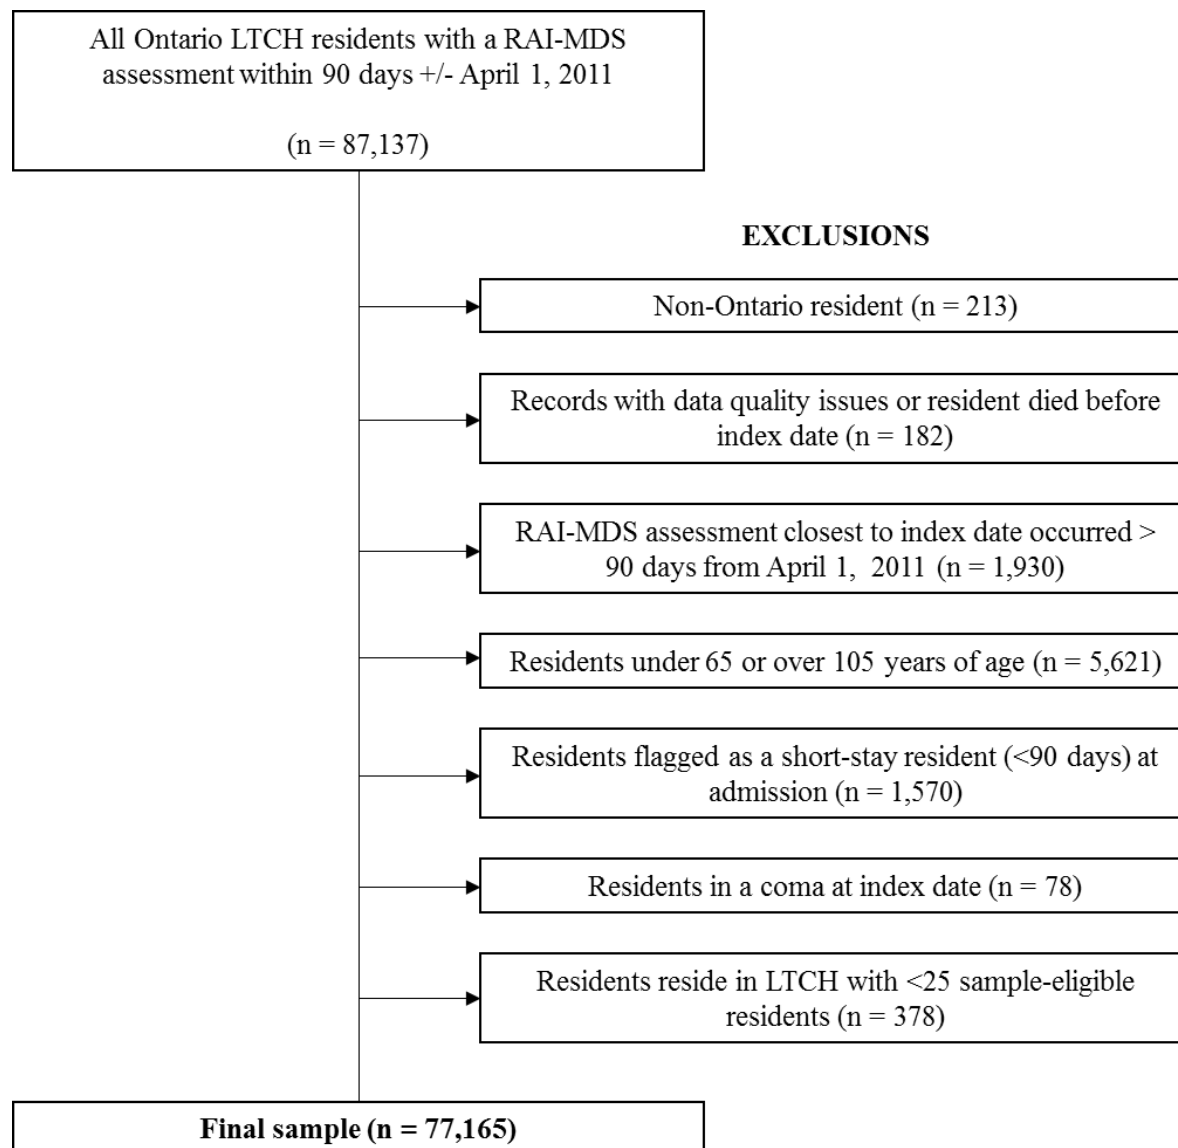 All Ontario LTCH residents with a RAI-MDS
assessment within 90 days +/- April 1, 2011
(n = 87,137)
EXCLUSIONS
Non-Ontario resident (n = 213)
Records with data quality issues or resident died before
index date (n = 182)
RAI-MDS assessment closest to index date occurred >
90 days from April 1, 2011 (n = 1,930)
Residents under 65 or over 105 years of age (n = 5,621)
Residents flagged as a short-stay resident (<90 days) at
admission (n = 1,570)
Residents in a coma at index date (n = 78)
Residents reside in LTCH with <25 sample-eligible
residents (n = 378)
Final sample (n = 77,165)